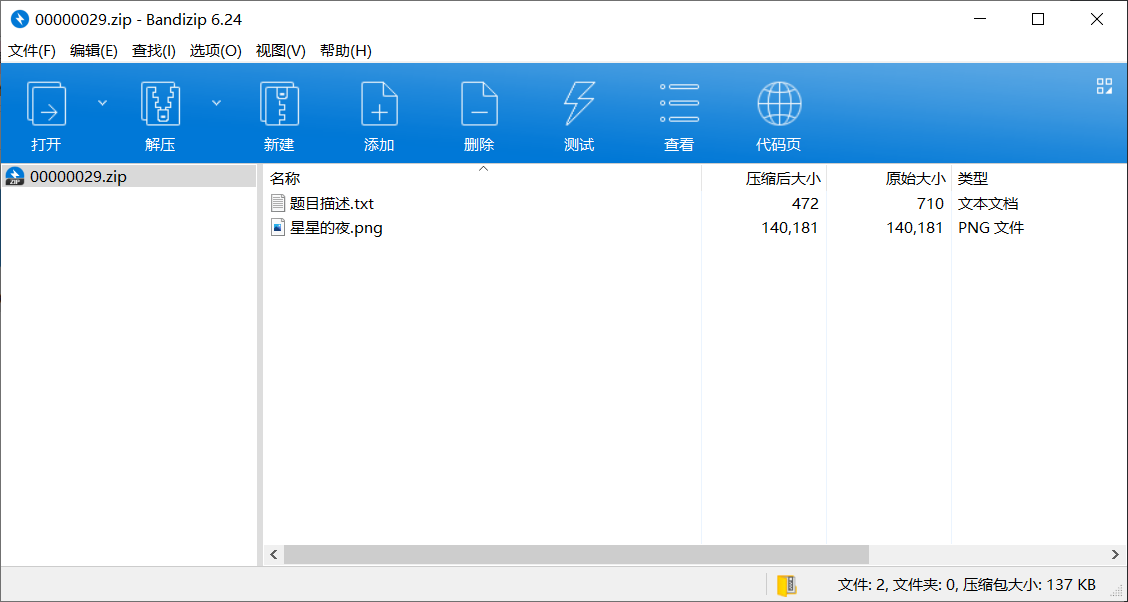 00000029.zip - Bandizip 6.24
文件(F) 编辑(E) 查找(I) 选项(O) 视图(V) 帮助(H)
打开 解压 新建 添加 删除 测试 查看 代码页
00000029.zip
名称 压缩后大小 原始大小 类型
题目描述.txt 472 710 文本文档
星星的夜.png 140,181 140,181 PNG 文件
文件: 2, 文件夹: 0, 压缩包大小: 137 KB